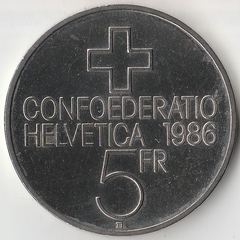 CONFOEDERATIO
HELVETICA 1986
5 FR
B